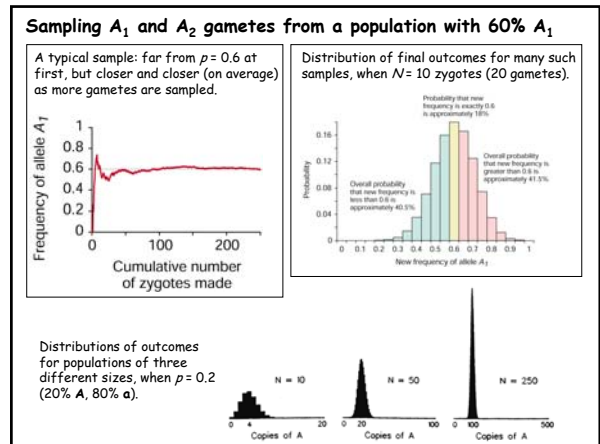 Sampling A₁ and A₂ gametes from a population with 60% A₁
A typical sample: far from p = 0.6 at
first, but closer and closer (on average)
as more gametes are sampled.
Frequency of allele A1
1
0.8
0.6
0.4
0.2
0
0
100
200
Cumulative number
of zygotes made
Distribution of final outcomes for many such
samples, when N = 10 zygotes (20 gametes).
Probability that new
frequency is exactly 0.6
is approximately 18%
Overall probability
that new frequency is
greater than 0.6 is
approximately 41.5%
Overall probability
that new frequency is
less than 0.6 is
approximately 40.5%
Probability
0.16
0.12
0.08
0.04
0
0 0.1 0.2 0.3 0.4 0.5 0.6 0.7 0.8 0.9 1
New frequency of allele A1
Distributions of outcomes
for populations of three
different sizes, when p = 0.2
(20% A, 80% a).
N = 10
0 4 20
Copies of A
N = 50
0 20 100
Copies of A
N = 250
0 100 500
Copies of A